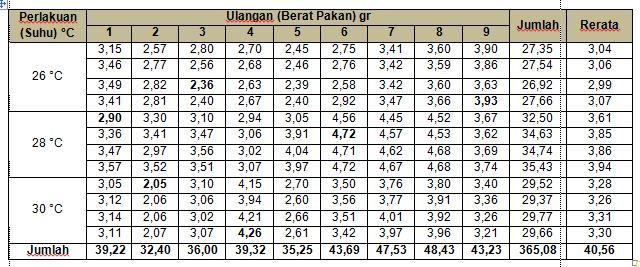 Perlakuan (Suhu) °C Ulangan (Berat Pakan) gr Jumlah Rerata
1 2 3 4 5 6 7 8 9
26 °C
3,15 2,57 2,80 2,70 2,45 2,75 3,41 3,60 3,90 27,35 3,04
3,46 2,77 2,56 2,68 2,46 2,76 3,42 3,59 3,86 27,54 3,06
3,49 2,82 2,36 2,63 2,39 2,58 3,42 3,60 3,63 26,92 2,99
3,41 2,81 2,40 2,67 2,40 2,92 3,47 3,66 3,93 27,66 3,07
28 °C
2,90 3,30 3,10 2,94 3,05 4,56 4,45 4,52 3,67 32,50 3,61
3,36 3,41 3,47 3,06 3,91 4,72 4,57 4,53 3,62 34,63 3,85
3,47 2,97 3,56 3,02 4,04 4,71 4,62 4,68 3,69 34,74 3,86
3,57 3,52 3,51 3,07 3,97 4,72 4,67 4,68 3,74 35,43 3,94
30 °C
3,05 2,05 3,10 4,15 2,70 3,50 3,76 3,80 3,40 29,52 3,28
3,12 2,06 3,06 3,94 2,60 3,56 3,77 3,91 3,36 29,37 3,26
3,14 2,06 3,02 4,21 2,66 3,51 4,01 3,92 3,26 29,77 3,31
3,11 2,07 3,07 4,26 2,61 3,42 3,97 3,96 3,21 29,66 3,30
Jumlah 39,22 32,40 36,00 39,32 35,25 43,69 47,53 48,43 43,23 365,08 40,56